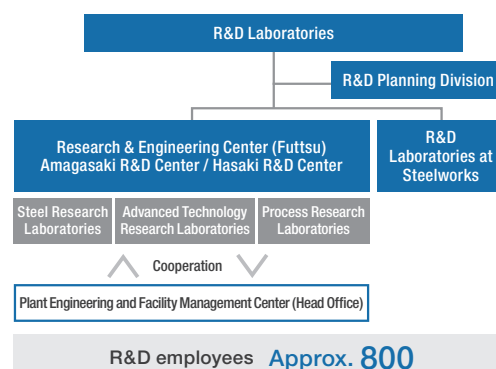 R&D Laboratories
R&D Planning Division
Research & Engineering Center (Futtsu)
Amagasaki R&D Center / Hasaki R&D Center
R&D
Laboratories at
Steelworks
Steel Research
Laboratories
Advanced Technology
Research Laboratories
Process Research
Laboratories
Cooperation
Plant Engineering and Facility Management Center (Head Office)
R&D employees Approx. 800